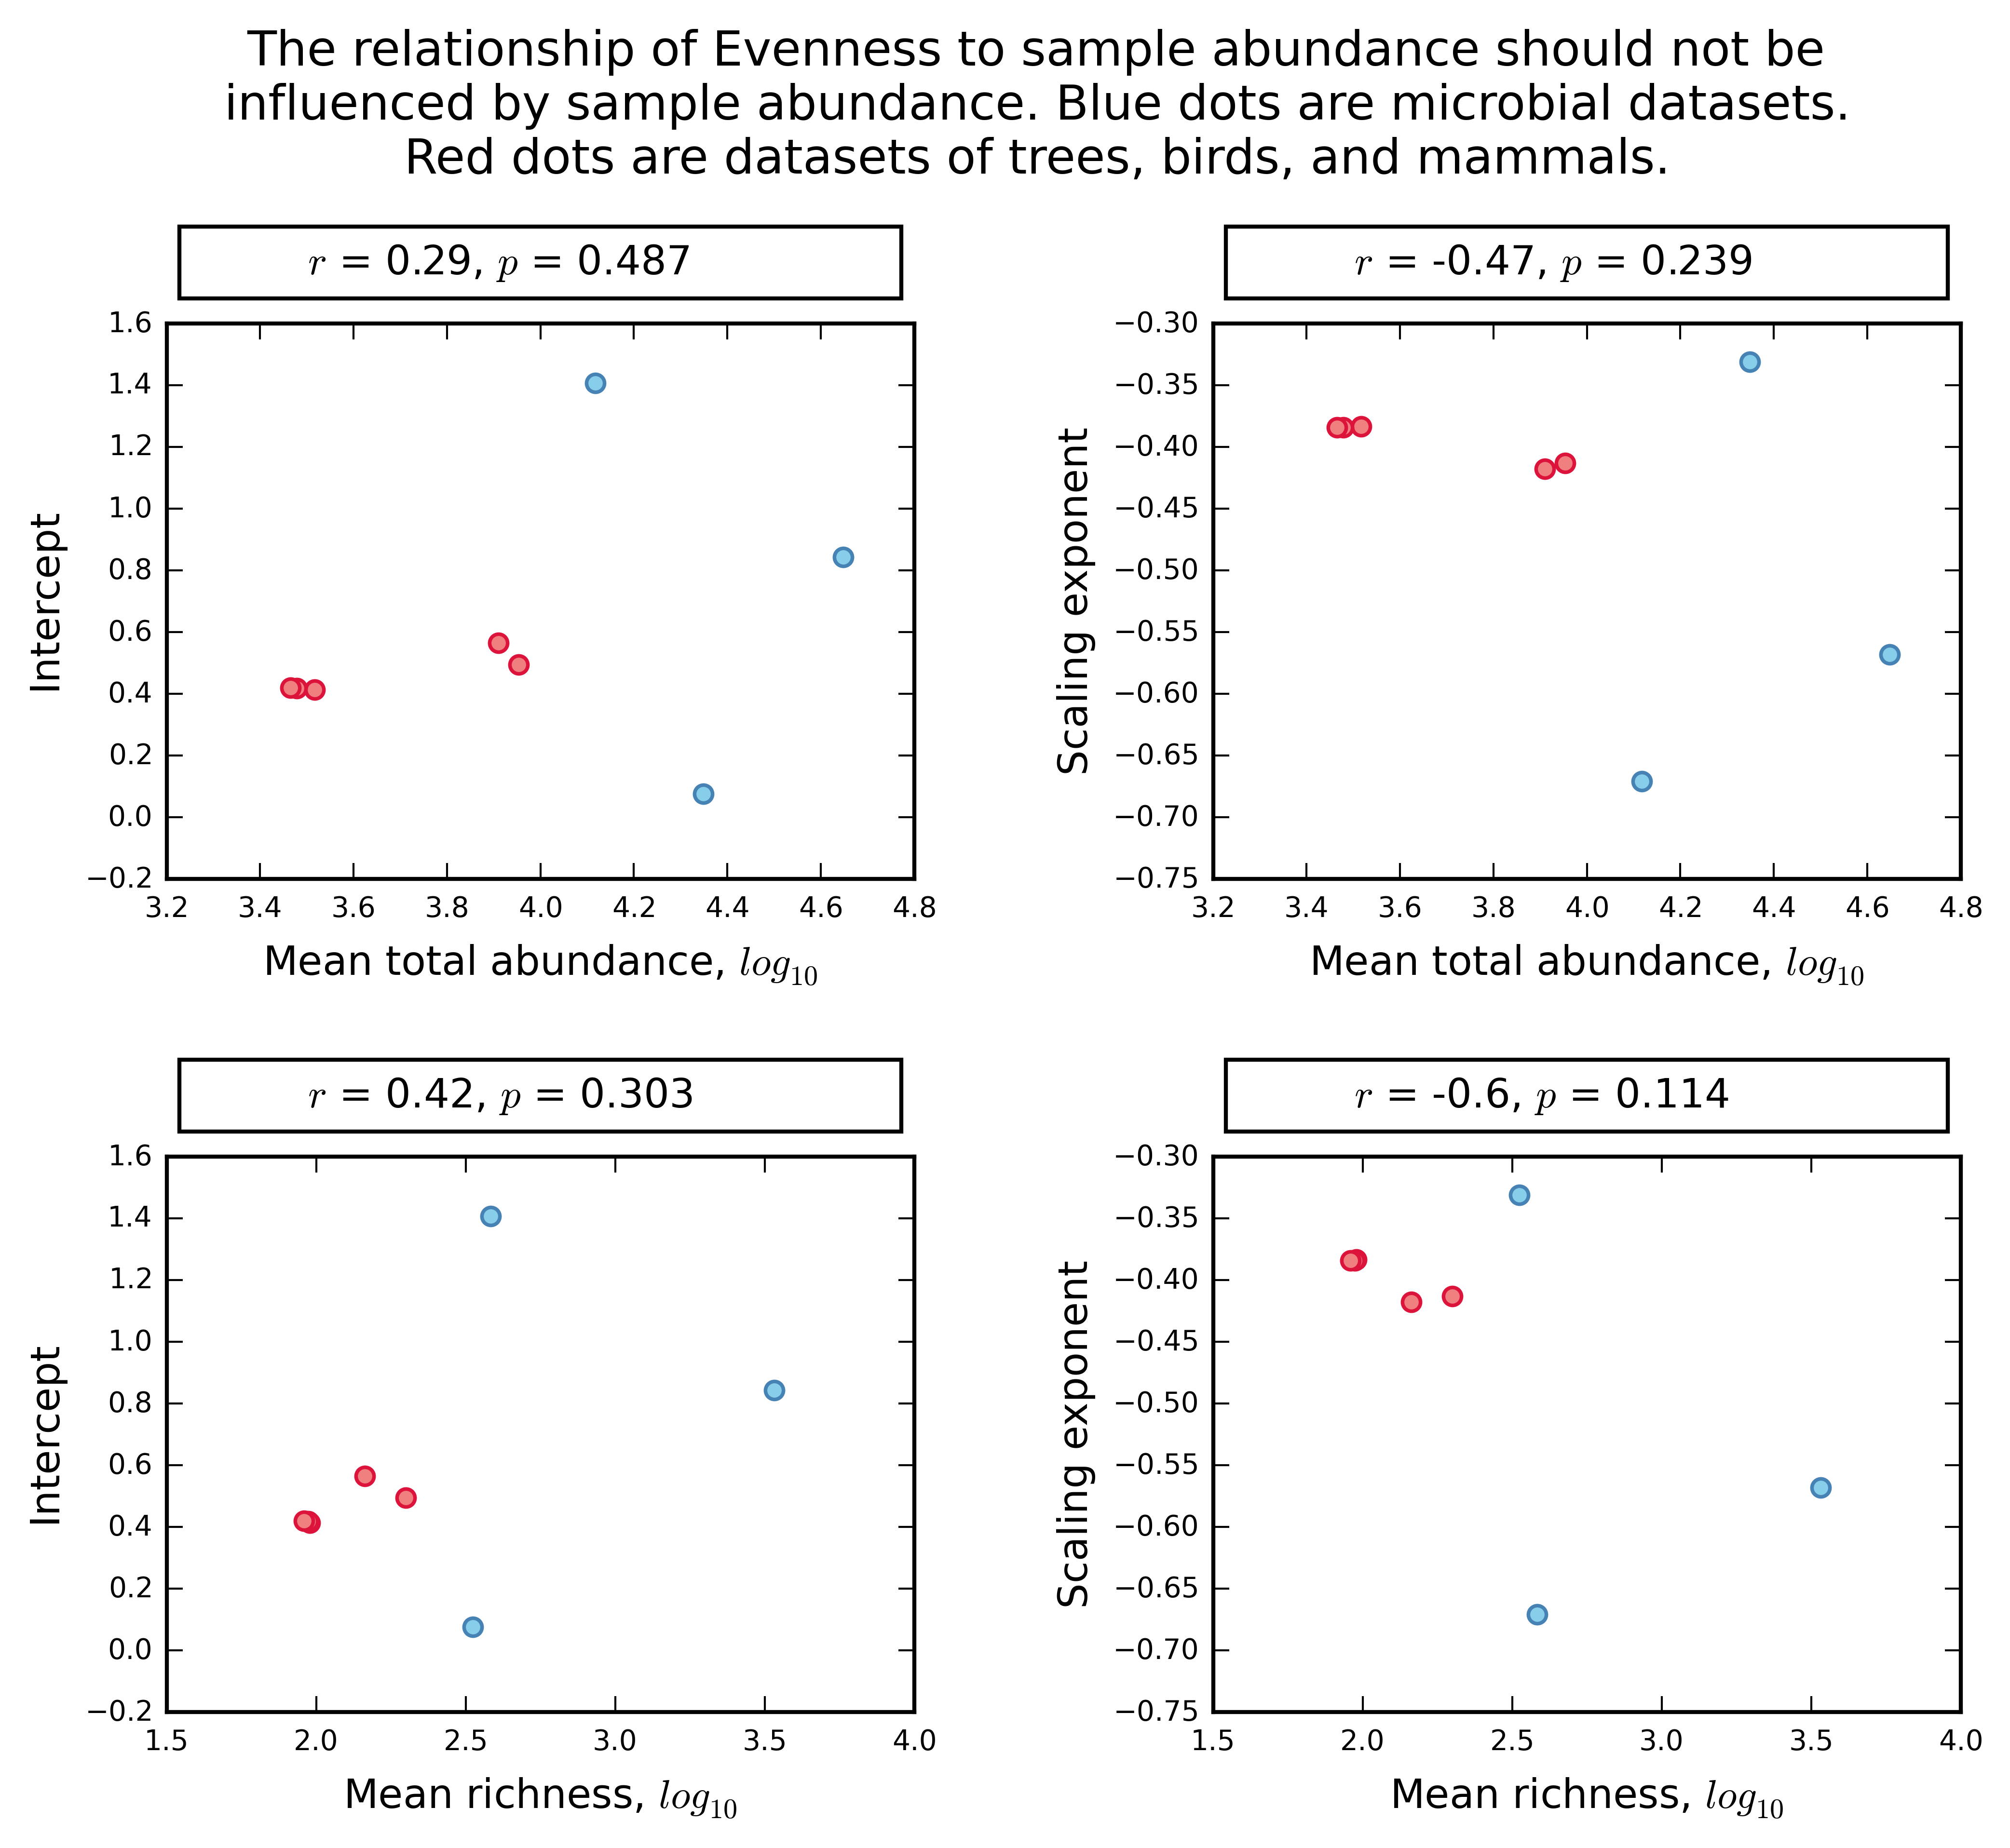 The relationship of Evenness to sample abundance should not be
influenced by sample abundance. Blue dots are microbial datasets.
Red dots are datasets of trees, birds, and mammals.
r = 0.29, p = 0.487
1.6
1.4
1.2
1.0
0.8
0.6
0.4
0.2
0.0
−0.2
Intercept
3.2 3.4 3.6 3.8 4.0 4.2 4.4 4.6 4.8
Mean total abundance, log10
r = -0.47, p = 0.239
−0.30
−0.35
−0.40
−0.45
−0.50
−0.55
−0.60
−0.65
−0.70
−0.75
Scaling exponent
3.2 3.4 3.6 3.8 4.0 4.2 4.4 4.6 4.8
Mean total abundance, log10
r = 0.42, p = 0.303
1.6
1.4
1.2
1.0
0.8
0.6
0.4
0.2
0.0
−0.2
Intercept
1.5 2.0 2.5 3.0 3.5 4.0
Mean richness, log10
r = -0.6, p = 0.114
−0.30
−0.35
−0.40
−0.45
−0.50
−0.55
−0.60
−0.65
−0.70
−0.75
Scaling exponent
1.5 2.0 2.5 3.0 3.5 4.0
Mean richness, log10